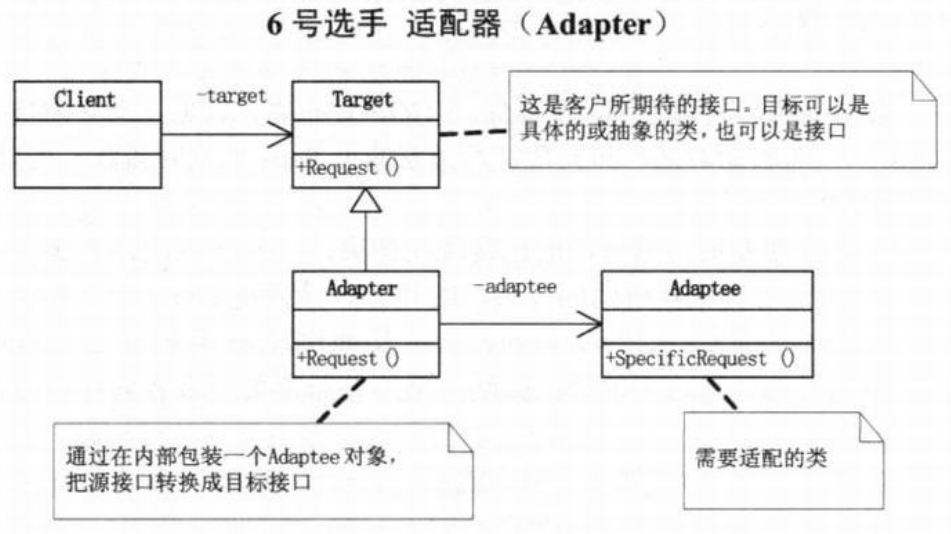 6 号选手 适配器（Adapter）
Client
-target
Target
+Request ()
这是客户所期待的接口。目标可以是
具体的或抽象的类，也可以是接口
Adapter
+Request ()
-adaptee
Adaptee
+SpecificRequest ()
通过在内部包装一个Adaptee对象，
把源接口转换成目标接口
需要适配的类